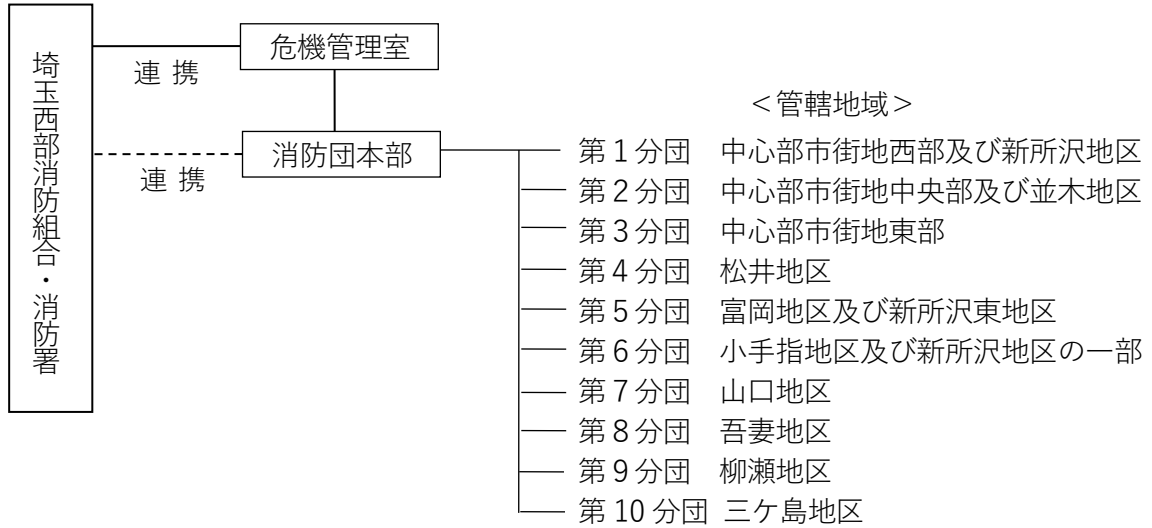 埼玉西部消防組合・消防署
危機管理室
連 携
消防団本部
連 携
＜管轄地域＞
第１分団　中心部市街地西部及び新所沢地区
第２分団　中心部市街地中央部及び並木地区
第３分団　中心部市街地東部
第４分団　松井地区
第５分団　富岡地区及び新所沢東地区
第６分団　小手指地区及び新所沢地区の一部
第７分団　山口地区
第８分団　吾妻地区
第９分団　柳瀬地区
第 10 分団 三ケ島地区